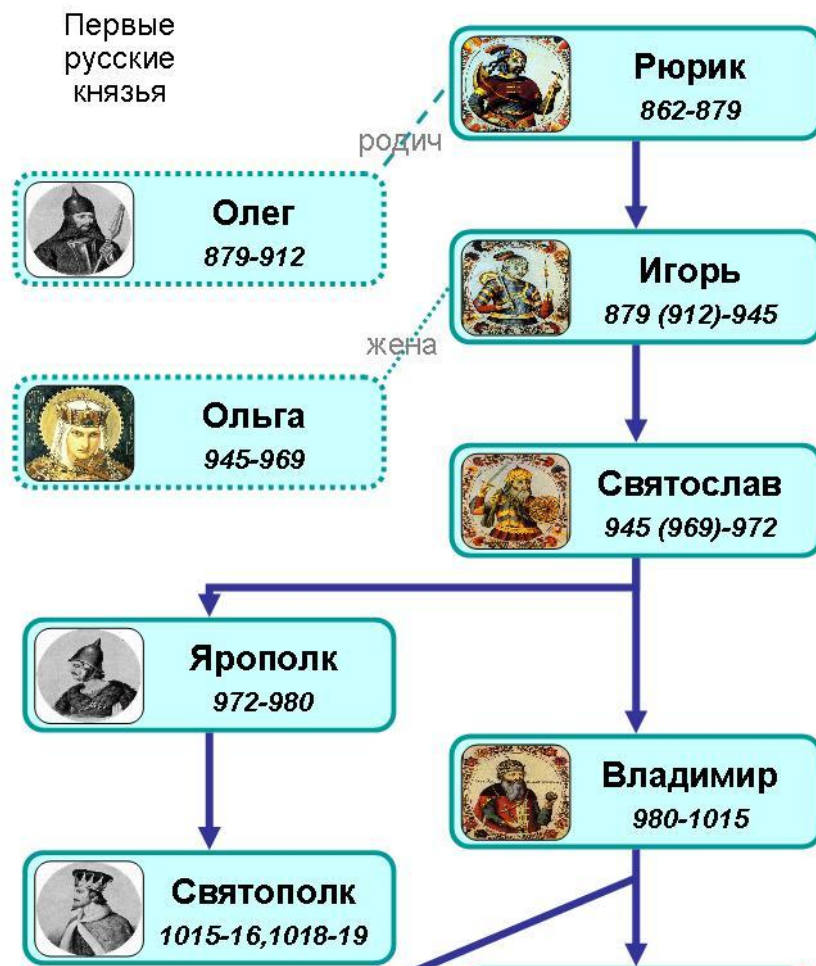 Первые
русские
князья
Рюрик
862-879
родич
Олег
879-912
Игорь
879 (912)-945
жена
Ольга
945-969
Святослав
945 (969)-972
Ярополк
972-980
Владимир
980-1015
Святополк
1015-16,1018-19